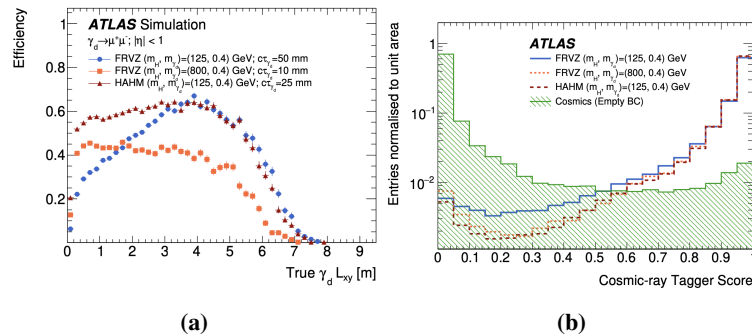 Efficiency
1
0.8
0.6
0.4
0.2
ATLAS Simulation
γd→μ+μ-; |η| < 1
FRVZ (mH, mγd)=(125, 0.4) GeV; cτγd=50 mm
FRVZ (mH, mγd)=(800, 0.4) GeV; cτγd=10 mm
HAHM (mH, mγd)=(125, 0.4) GeV; cτγd=25 mm
0 1 2 3 4 5 6 7 8 9
True γd Lxy [m]
(a)
Entries normalised to unit area
1
10−1
10−2
ATLAS
FRVZ (mH, mγd)=(125, 0.4) GeV
FRVZ (mH, mγd)=(800, 0.4) GeV
HAHM (mH, mγd)=(125, 0.4) GeV
Cosmics (Empty BC)
0 0.1 0.2 0.3 0.4 0.5 0.6 0.7 0.8 0.9 1
Cosmic-ray Tagger Score
(b)